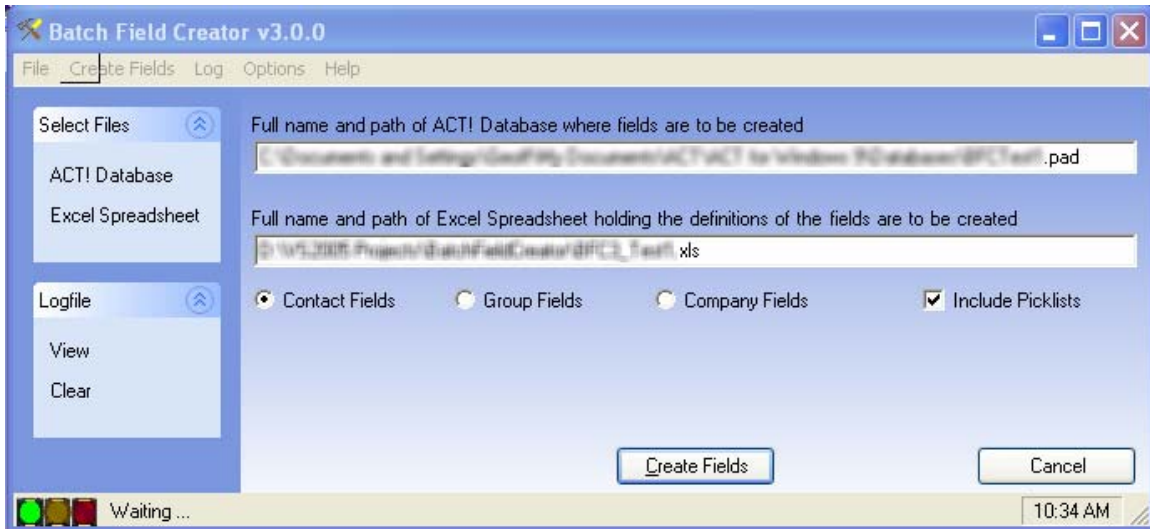 Batch Field Creator v3.0.0
File Create Fields Log Options Help
Select Files
ACT! Database
Excel Spreadsheet
Full name and path of ACT! Database where fields are to be created
.pad
Full name and path of Excel Spreadsheet holding the definitions of the fields are to be created
.xls
Contact Fields Group Fields Company Fields Include Picklists
Logfile
View
Clear
Create Fields Cancel
Waiting ... 10:34 AM